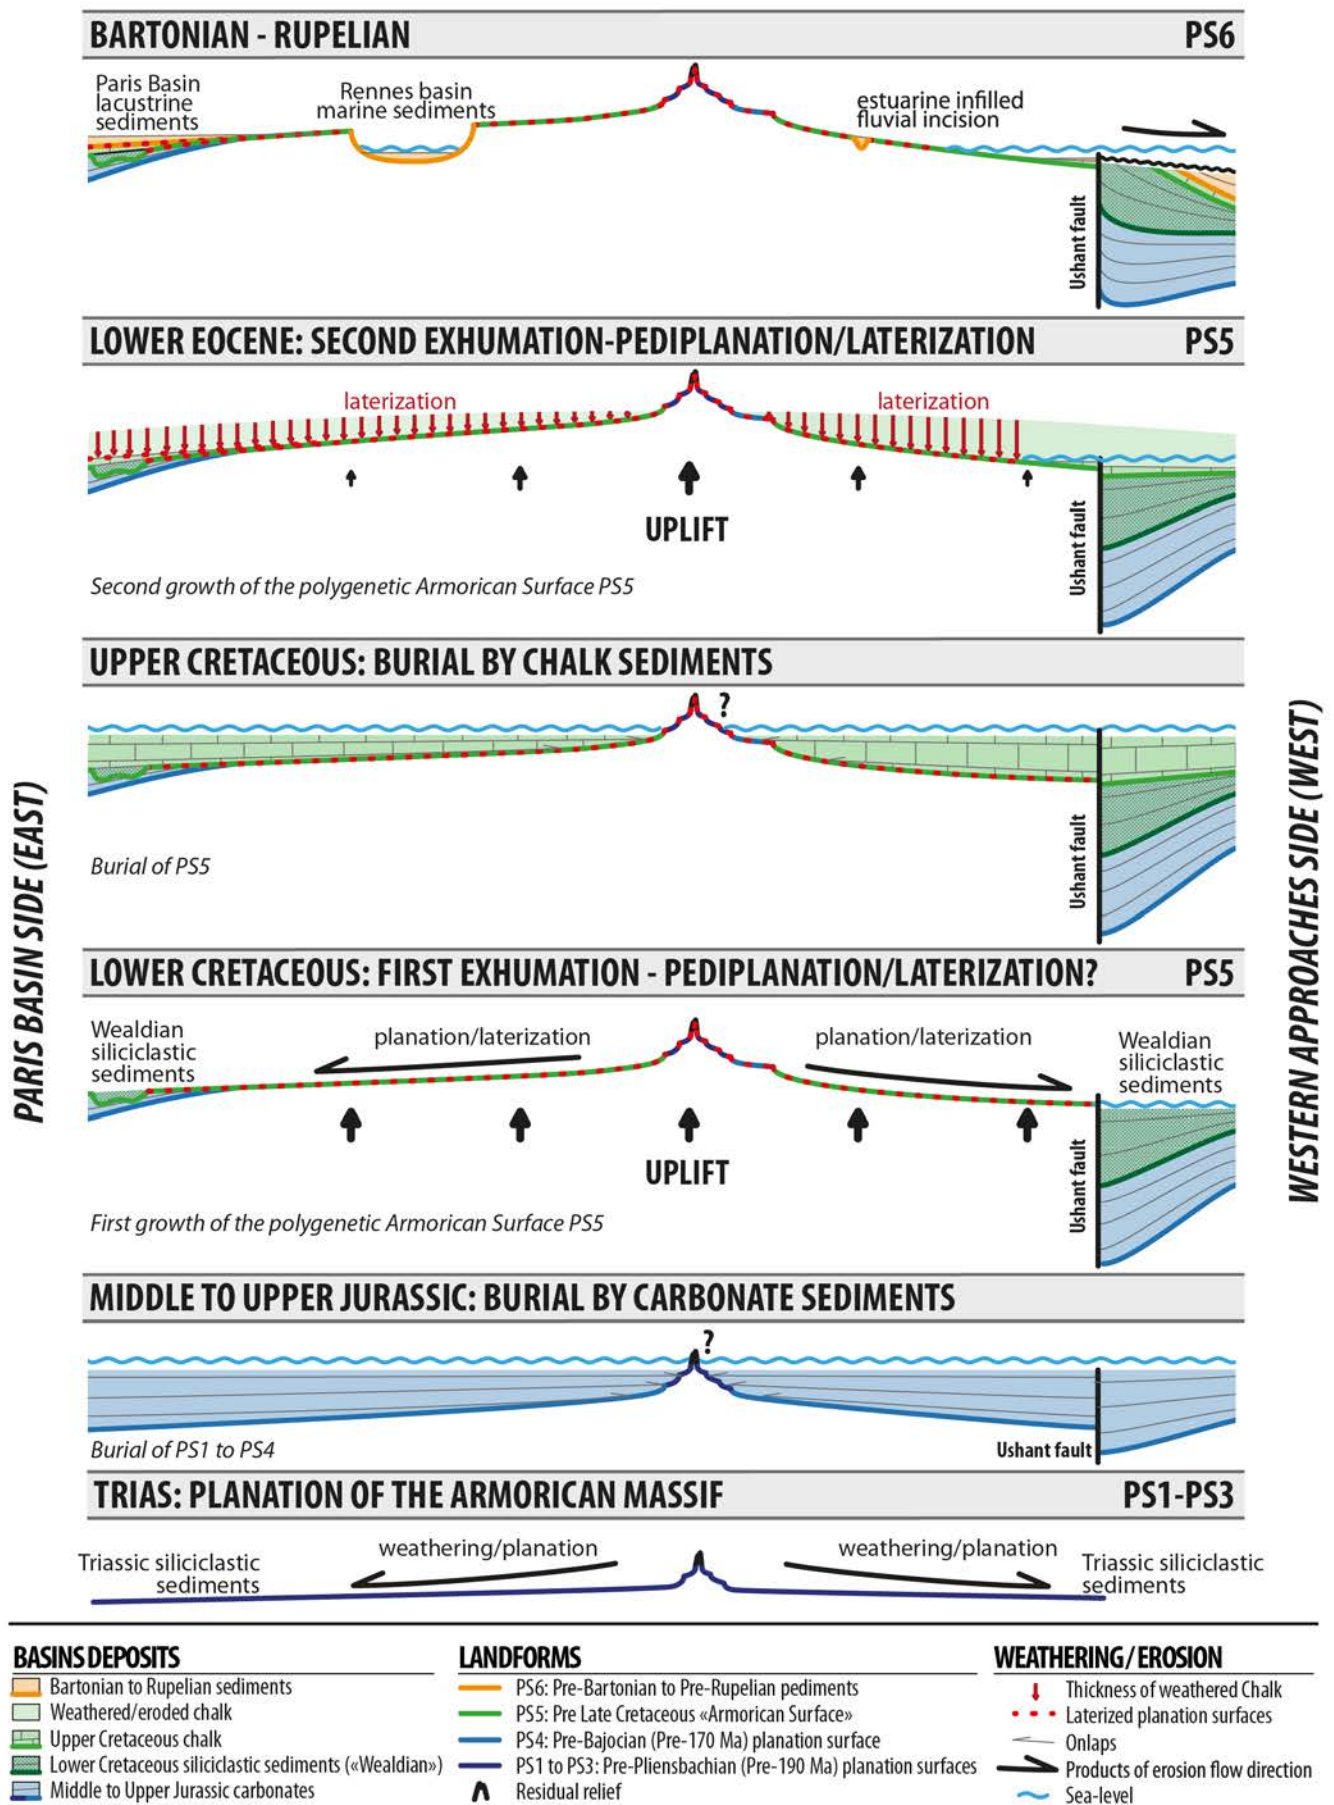 BARTONIAN - RUPELIAN PS6
Paris Basin
lacustrine
sediments
Rennes basin
marine sediments
estuarine infilled
fluvial incision
Ushant fault
LOWER EOCENE: SECOND EXHUMATION-PEDIPLANATION/LATERIZATION PS5
laterization
laterization
UPLIFT
Ushant fault
Second growth of the polygenetic Armorican Surface PS5
UPPER CRETACEOUS: BURIAL BY CHALK SEDIMENTS
?
Ushant fault
Burial of PS5
PARIS BASIN SIDE (EAST)
WESTERN APPROACHES SIDE (WEST)
LOWER CRETACEOUS: FIRST EXHUMATION - PEDIPLANATION/LATERIZATION? PS5
Wealdian
siliciclastic
sediments
planation/laterization
planation/laterization
Wealdian
siliciclastic
sediments
UPLIFT
Ushant fault
First growth of the polygenetic Armorican Surface PS5
MIDDLE TO UPPER JURASSIC: BURIAL BY CARBONATE SEDIMENTS
?
Burial of PS1 to PS4
Ushant fault
TRIAS: PLANATION OF THE ARMORICAN MASSIF PS1-PS3
Triassic siliciclastic
sediments
weathering/planation
weathering/planation
Triassic siliciclastic
sediments
BASINS DEPOSITS
Bartonian to Rupelian sediments
Weathered/eroded chalk
Upper Cretaceous chalk
Lower Cretaceous siliciclastic sediments («Wealdian»)
Middle to Upper Jurassic carbonates
LANDFORMS
PS6: Pre-Bartonian to Pre-Rupelian pediments
PS5: Pre Late Cretaceous «Armorican Surface»
PS4: Pre-Bajocian (Pre-170 Ma) planation surface
PS1 to PS3: Pre-Pliensbachian (Pre-190 Ma) planation surfaces
Residual relief
WEATHERING/EROSION
Thickness of weathered Chalk
Laterized planation surfaces
Onlaps
Products of erosion flow direction
Sea-level